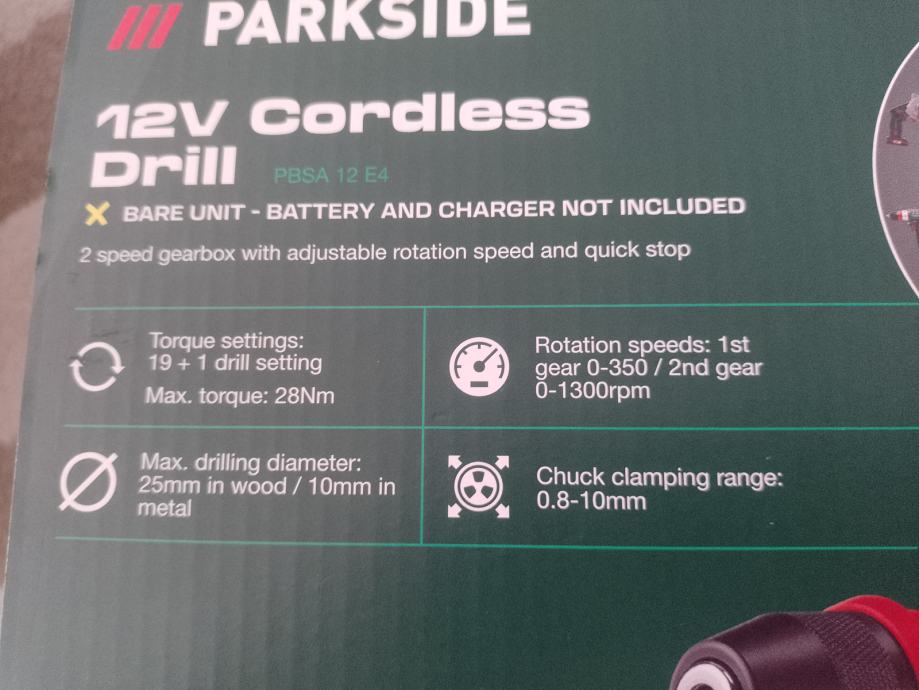 PARKSIDE
12V Cordless
Drill PBSA 12 E4
BARE UNIT - BATTERY AND CHARGER NOT INCLUDED
2 speed gearbox with adjustable rotation speed and quick stop
Torque settings:
19 + 1 drill setting
Max. torque: 28Nm
Rotation speeds: 1st
gear 0-350 / 2nd gear
0-1300rpm
Max. drilling diameter:
25mm in wood / 10mm in
metal
Chuck clamping range:
0.8-10mm